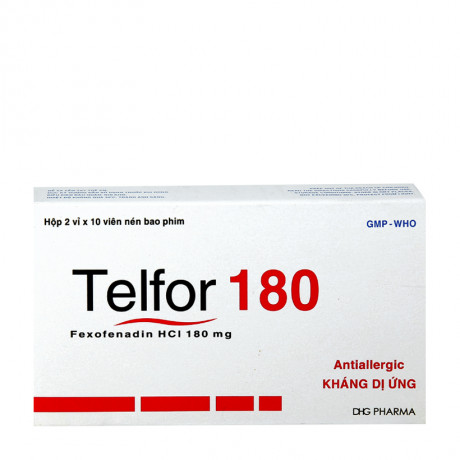 Hộp 2 vỉ x 10 viên nén bao phim
GMP - WHO
Telfor 180
Fexofenadin HCl 180 mg
Antiallergic
KHÁNG DỊ ỨNG
DHG PHARMA